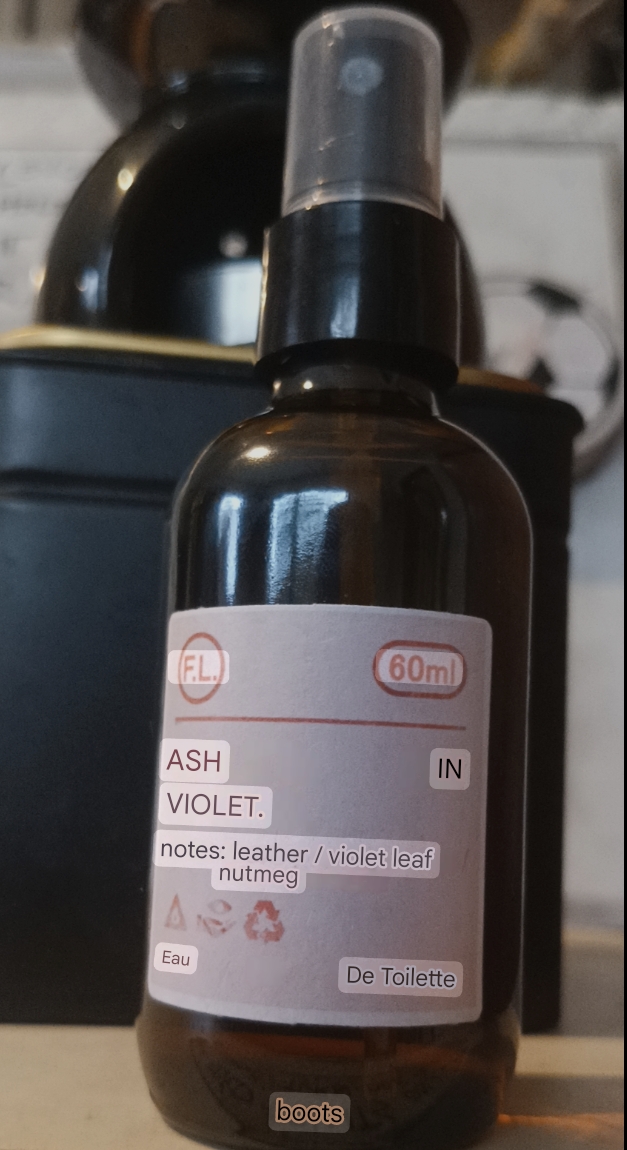 F.L. 60ml
ASH IN
VIOLET.
notes: leather / violet leaf
nutmeg
Eau De Toilette
boots